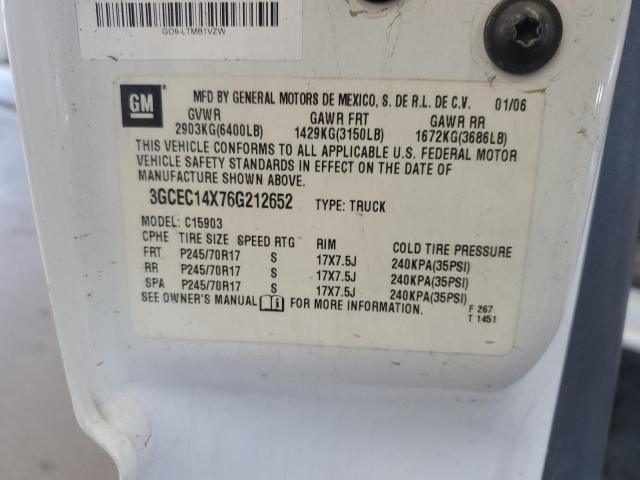 GO9-LTMB1VZW
GM
MFD BY GENERAL MOTORS DE MEXICO, S. DE R.L. DE C.V. 01/06
GVWR GAWR FRT GAWR RR
2903KG(6400LB) 1429KG(3150LB) 1672KG(3686LB)
THIS VEHICLE CONFORMS TO ALL APPLICABLE U.S. FEDERAL MOTOR
VEHICLE SAFETY STANDARDS IN EFFECT ON THE DATE OF
MANUFACTURE SHOWN ABOVE.
3GCEC14X76G212652 TYPE: TRUCK
MODEL: C15903
CPHE TIRE SIZE SPEED RTG RIM COLD TIRE PRESSURE
FRT P245/70R17 S 17X7.5J 240KPA(35PSI)
RR P245/70R17 S 17X7.5J 240KPA(35PSI)
SPA P245/70R17 S 17X7.5J 240KPA(35PSI)
SEE OWNER'S MANUAL FOR MORE INFORMATION.
F 267
T 1451